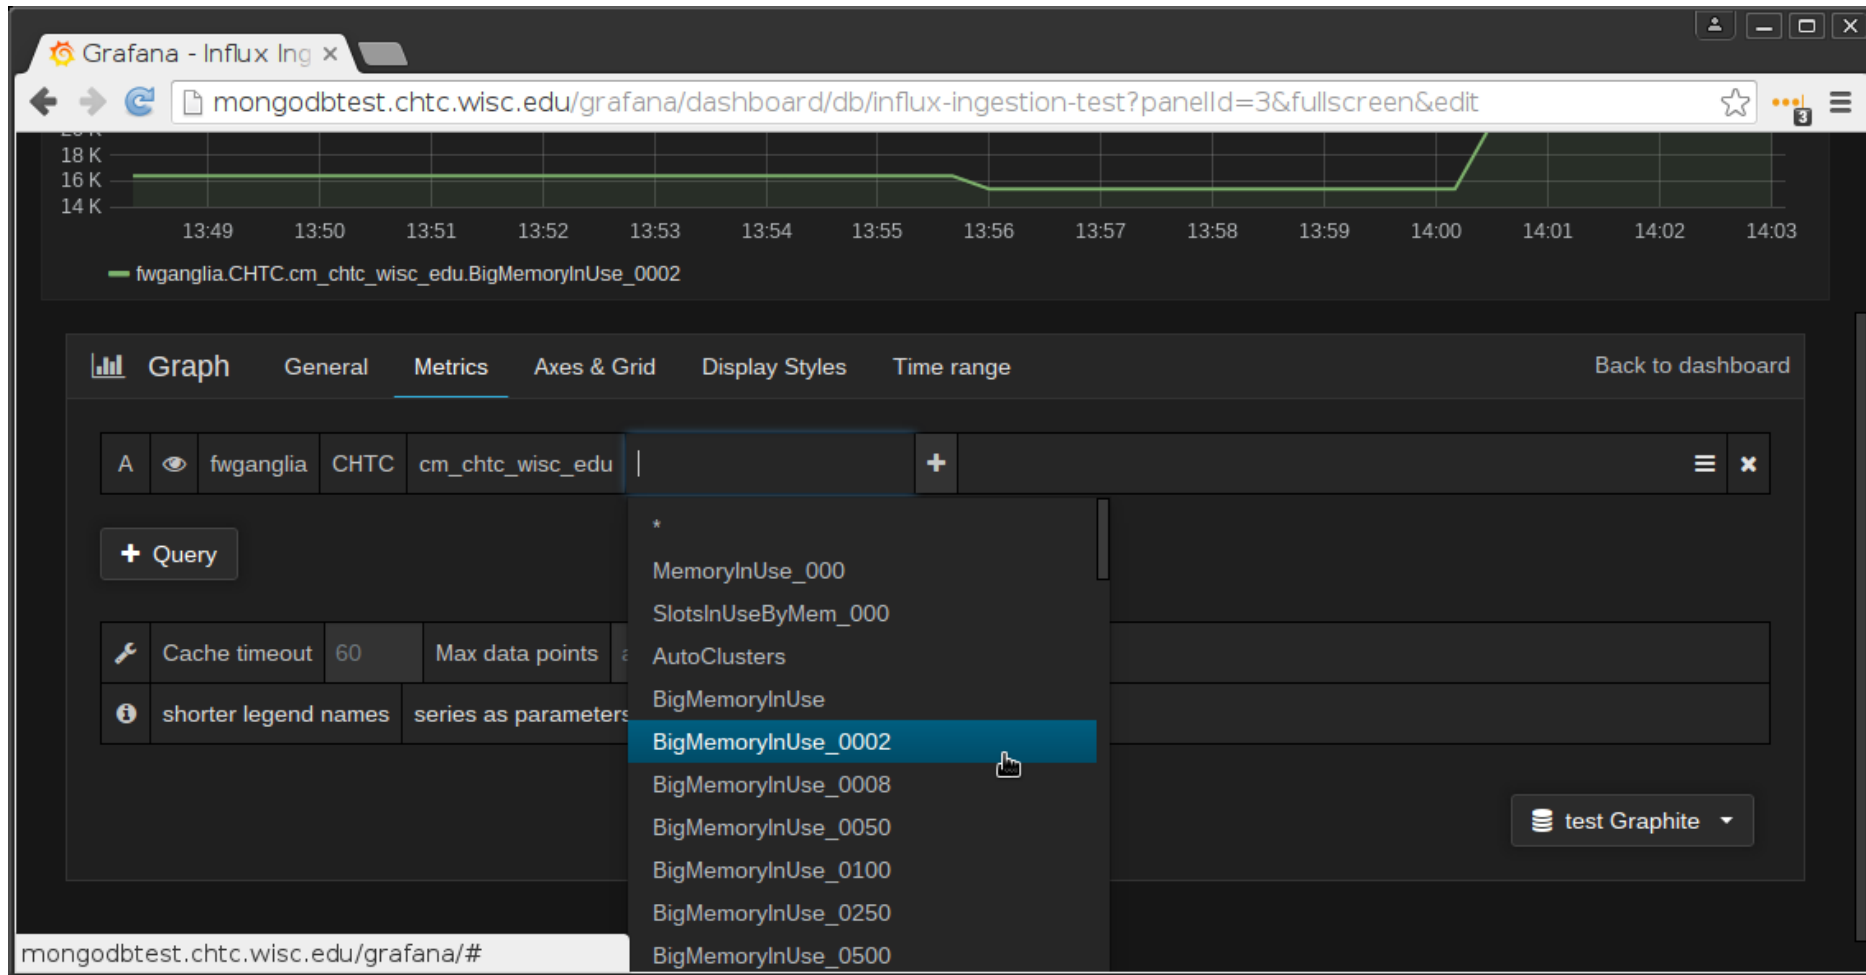 Grafana - Influx Ing
mongodbtest.chtc.wisc.edu/grafana/dashboard/db/influx-ingestion-test?panelId=3&fullscreen&edit
3
18 K
16 K
14 K
13:49 13:50 13:51 13:52 13:53 13:54 13:55 13:56 13:57 13:58 13:59 14:00 14:01 14:02 14:03
fwganglia.CHTC.cm_chtc_wisc_edu.BigMemoryInUse_0002
Graph General Metrics Axes & Grid Display Styles Time range Back to dashboard
A fwganglia CHTC cm_chtc_wisc_edu
*
Query
MemoryInUse_000
SlotsInUseByMem_000
Cache timeout 60 Max data points
AutoClusters
BigMemoryInUse
shorter legend names series as parameters
BigMemoryInUse_0002
BigMemoryInUse_0008
BigMemoryInUse_0050
test Graphite
BigMemoryInUse_0100
BigMemoryInUse_0250
BigMemoryInUse_0500
mongodbtest.chtc.wisc.edu/grafana/#